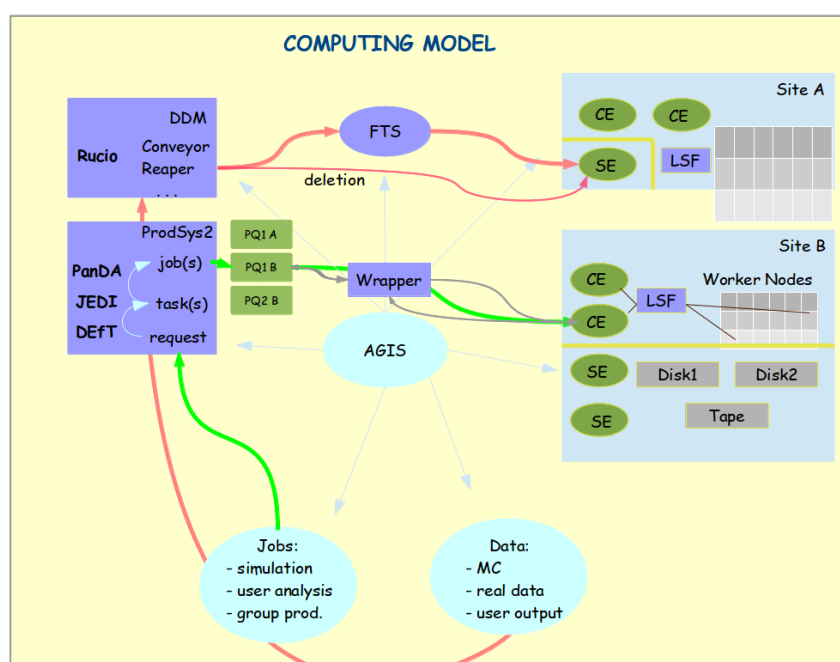 COMPUTING MODEL
DDM
Rucio
Conveyor
Reaper
...
FTS
deletion
Site A
CE
CE
SE
LSF
ProdSys2
PanDA
job(s)
JEDI
task(s)
DEfT
request
PQ1 A
PQ1 B
PQ2 B
Wrapper
AGIS
Site B
CE
LSF
Worker Nodes
CE
SE
Disk1
Disk2
SE
Tape
Jobs:
- simulation
- user analysis
- group prod.
Data:
- MC
- real data
- user output